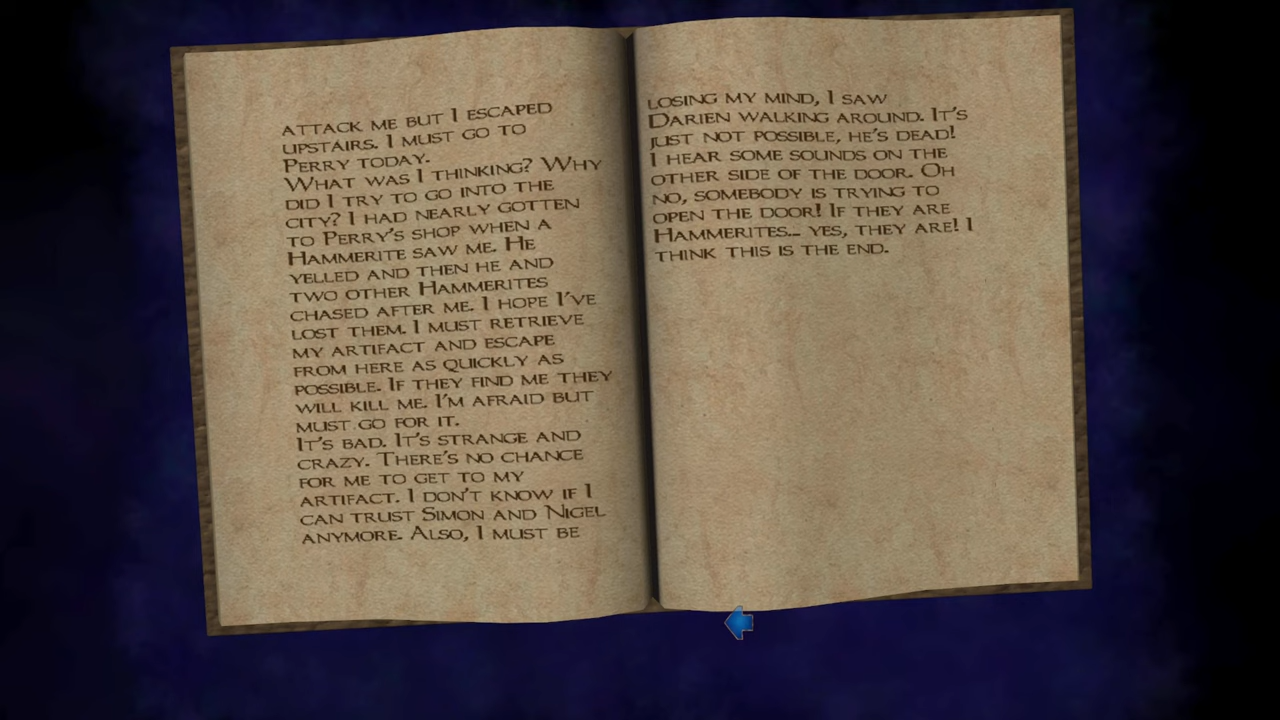 ATTACK ME BUT I ESCAPED
UPSTAIRS. I MUST GO TO
PERRY TODAY.
WHAT WAS I THINKING? WHY
DID I TRY TO GO INTO THE
CITY? I HAD NEARLY GOTTEN
TO PERRY'S SHOP WHEN A
HAMMERITE SAW ME. HE
YELLED AND THEN HE AND
TWO OTHER HAMMERITES
CHASED AFTER ME. I HOPE I'VE
LOST THEM. I MUST RETRIEVE
MY ARTIFACT AND ESCAPE
FROM HERE AS QUICKLY AS
POSSIBLE. IF THEY FIND ME THEY
WILL KILL ME. I'M AFRAID BUT
MUST GO FOR IT.
IT'S BAD. IT'S STRANGE AND
CRAZY. THERE'S NO CHANCE
FOR ME TO GET TO MY
ARTIFACT. I DON'T KNOW IF I
CAN TRUST SIMON AND NIGEL
ANYMORE. ALSO, I MUST BE
LOSING MY MIND, I SAW
DARIEN WALKING AROUND. IT'S
JUST NOT POSSIBLE, HE'S DEAD!
I HEAR SOME SOUNDS ON THE
OTHER SIDE OF THE DOOR. OH
NO, SOMEBODY IS TRYING TO
OPEN THE DOOR! IF THEY ARE
HAMMERITES... YES, THEY ARE! I
THINK THIS IS THE END.